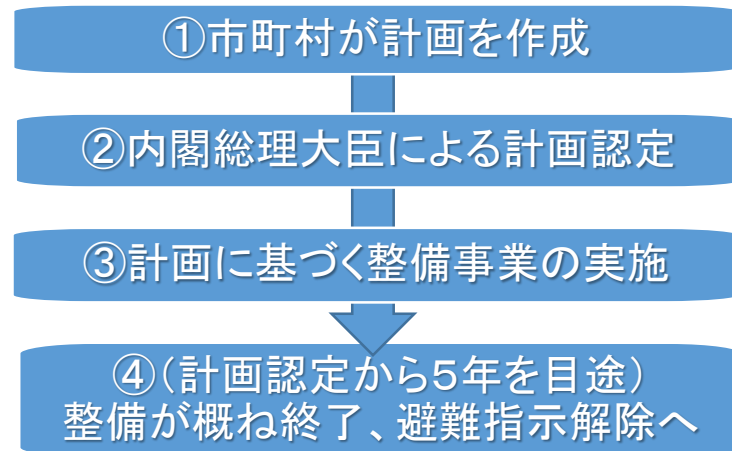 ①市町村が計画を作成
②内閣総理大臣による計画認定
③計画に基づく整備事業の実施
④(計画認定から5年を目途)
整備が概ね終了、避難指示解除へ